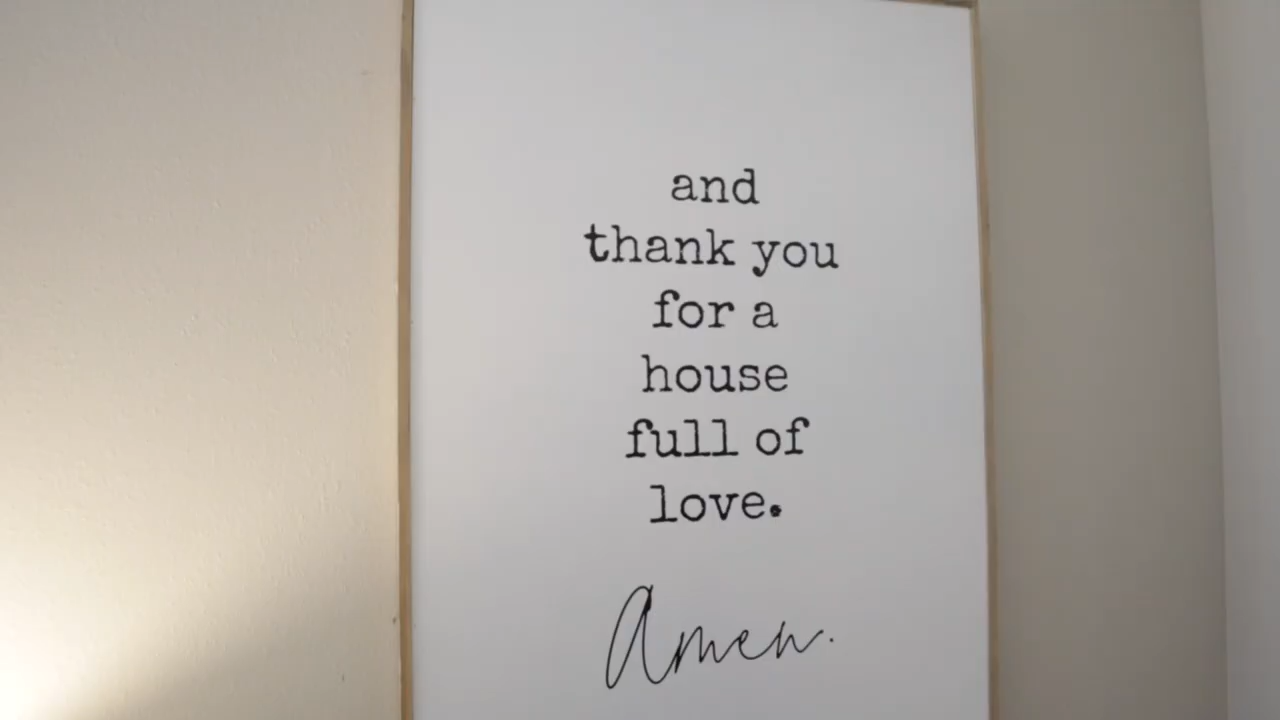 and
thank you
for a
house
full of
love.
Amen.